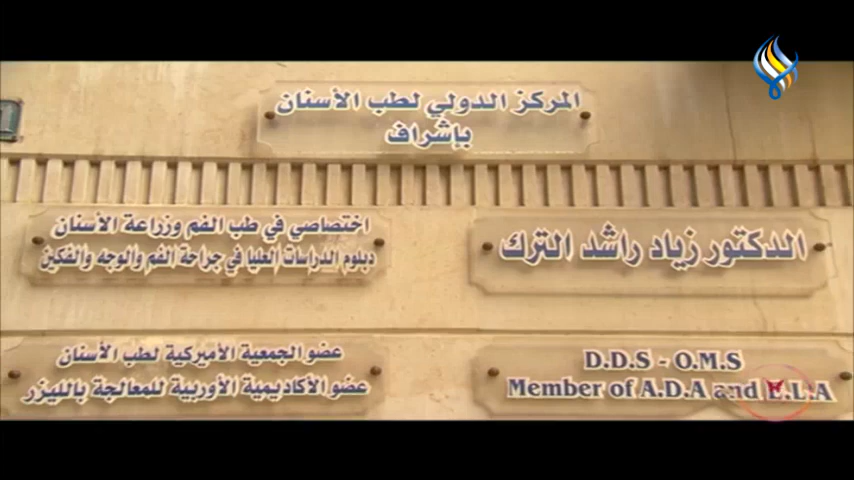 المركز الدولي لطب الأسنان
بإشراف
الدكتور زياد راشد الترك
اختصاصي في طب الفم وزراعة الأسنان
دبلوم الدراسات العليا في جراحة الفم والوجه والفكين
D.D.S - O.M.S
Member of A.D.A and E.L.A
عضو الجمعية الأميركية لطب الأسنان
عضو الأكاديمية الأوربية للمعالجة بالليزر